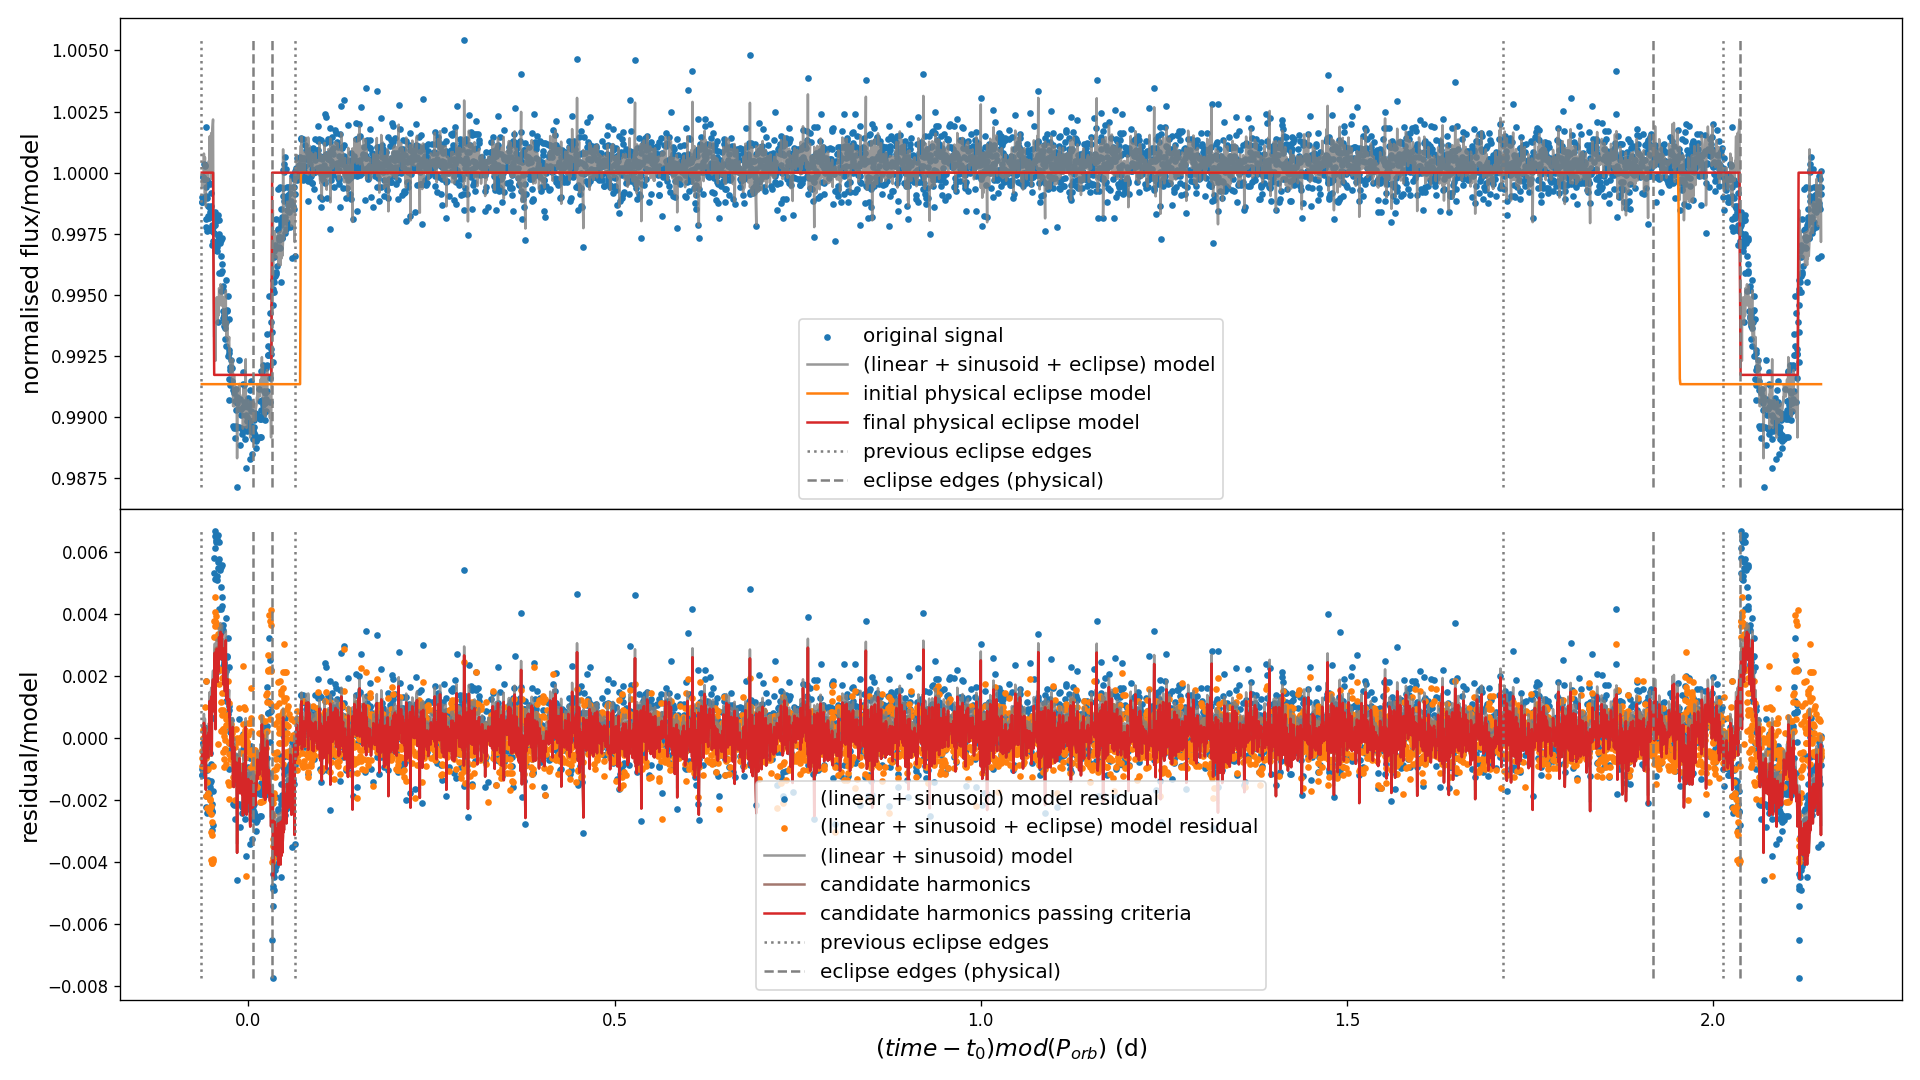 normalised flux/model
1.0050
1.0025
1.0000
0.9975
0.9950
0.9925
0.9900
0.9875
original signal
(linear + sinusoid + eclipse) model
initial physical eclipse model
final physical eclipse model
previous eclipse edges
eclipse edges (physical)
residual/model
0.006
0.004
0.002
0.000
−0.002
−0.004
−0.006
−0.008
(linear + sinusoid) model residual
(linear + sinusoid + eclipse) model residual
(linear + sinusoid) model
candidate harmonics
candidate harmonics passing criteria
previous eclipse edges
eclipse edges (physical)
0.0 0.5 1.0 1.5 2.0
(time − t₀)mod(P_orb) (d)